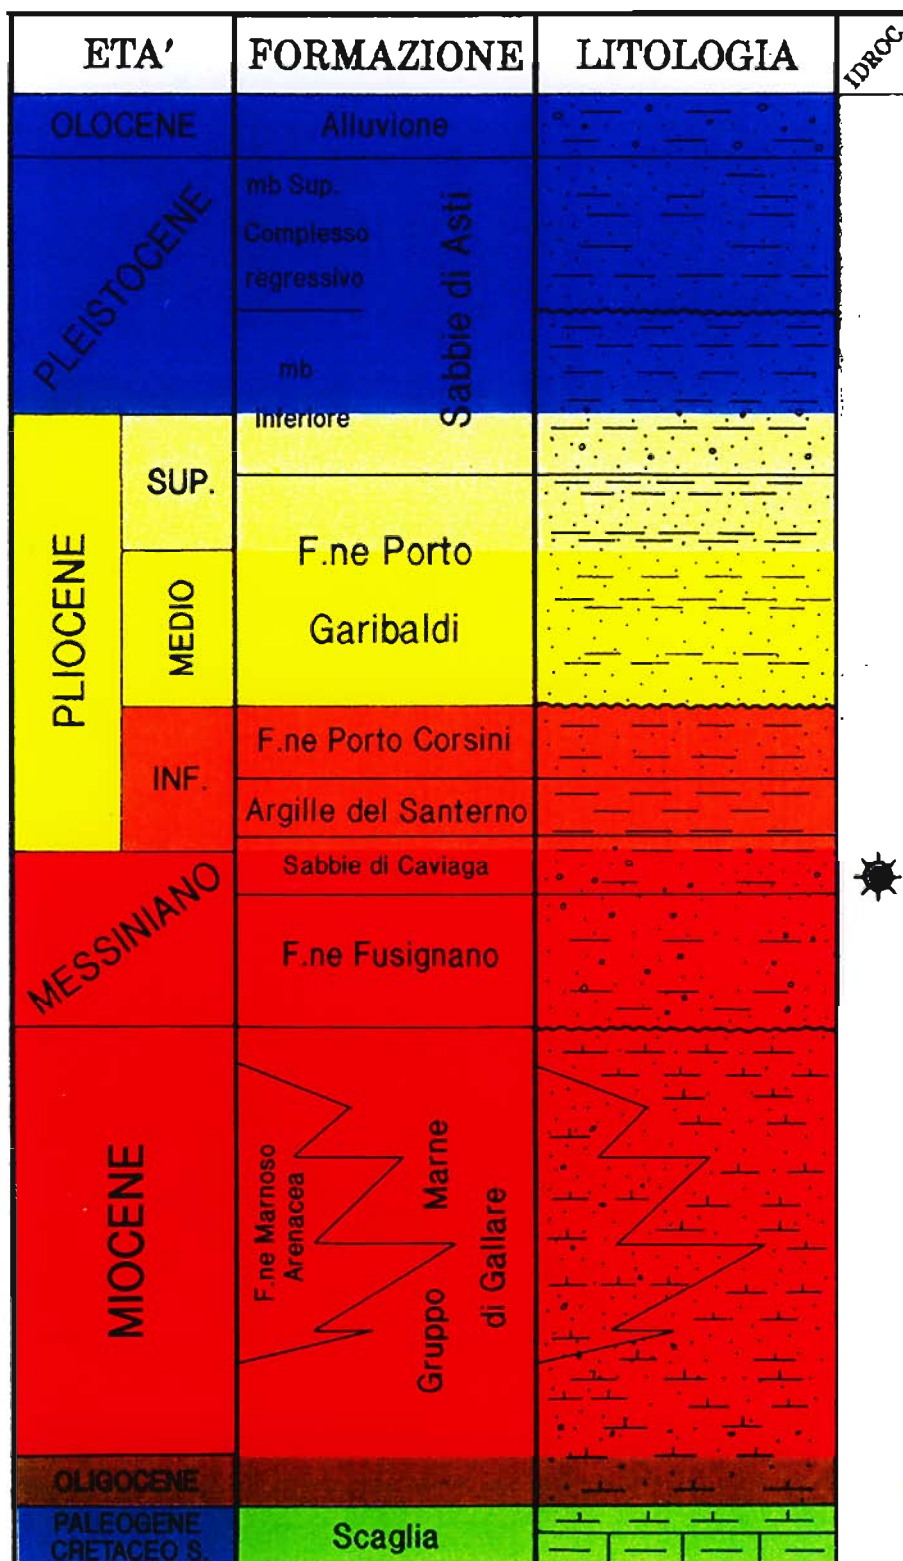 ETA'
FORMAZIONE
LITOLOGIA
IDROC
OLOCENE
Alluvione
PLEISTOCENE
mb Sup.
Complesso
regressivo
Sabbie di Asti
mb
inferiore
PLIOCENE
SUP.
MEDIO
INF.
F.ne Porto
Garibaldi
F.ne Porto Corsini
Argille del Santerno
MESSINIANO
Sabbie di Caviaga
F.ne Fusignano
MIOCENE
F.ne Marnoso
Arenacea
Gruppo Marne
di Gallare
OLIGOCENE
PALEOGENE
CRETACEO S.
Scaglia